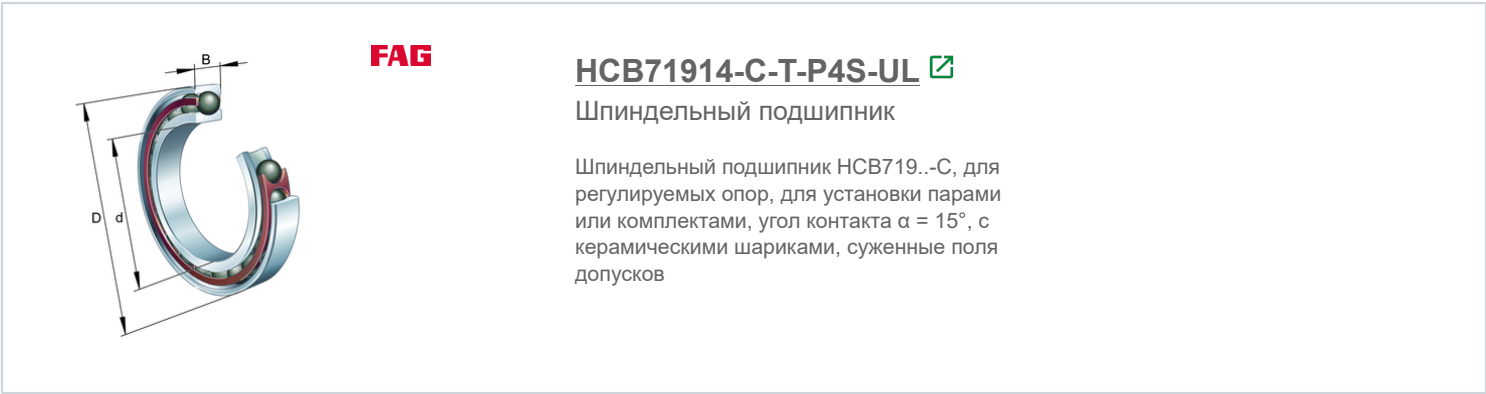 B
FAG
HCB71914-C-T-P4S-UL
Шпиндельный подшипник
Шпиндельный подшипник HCB719..-C, для
регулируемых опор, для установки парами
или комплектами, угол контакта α = 15°, с
керамическими шариками, суженные поля
допусков
D
d